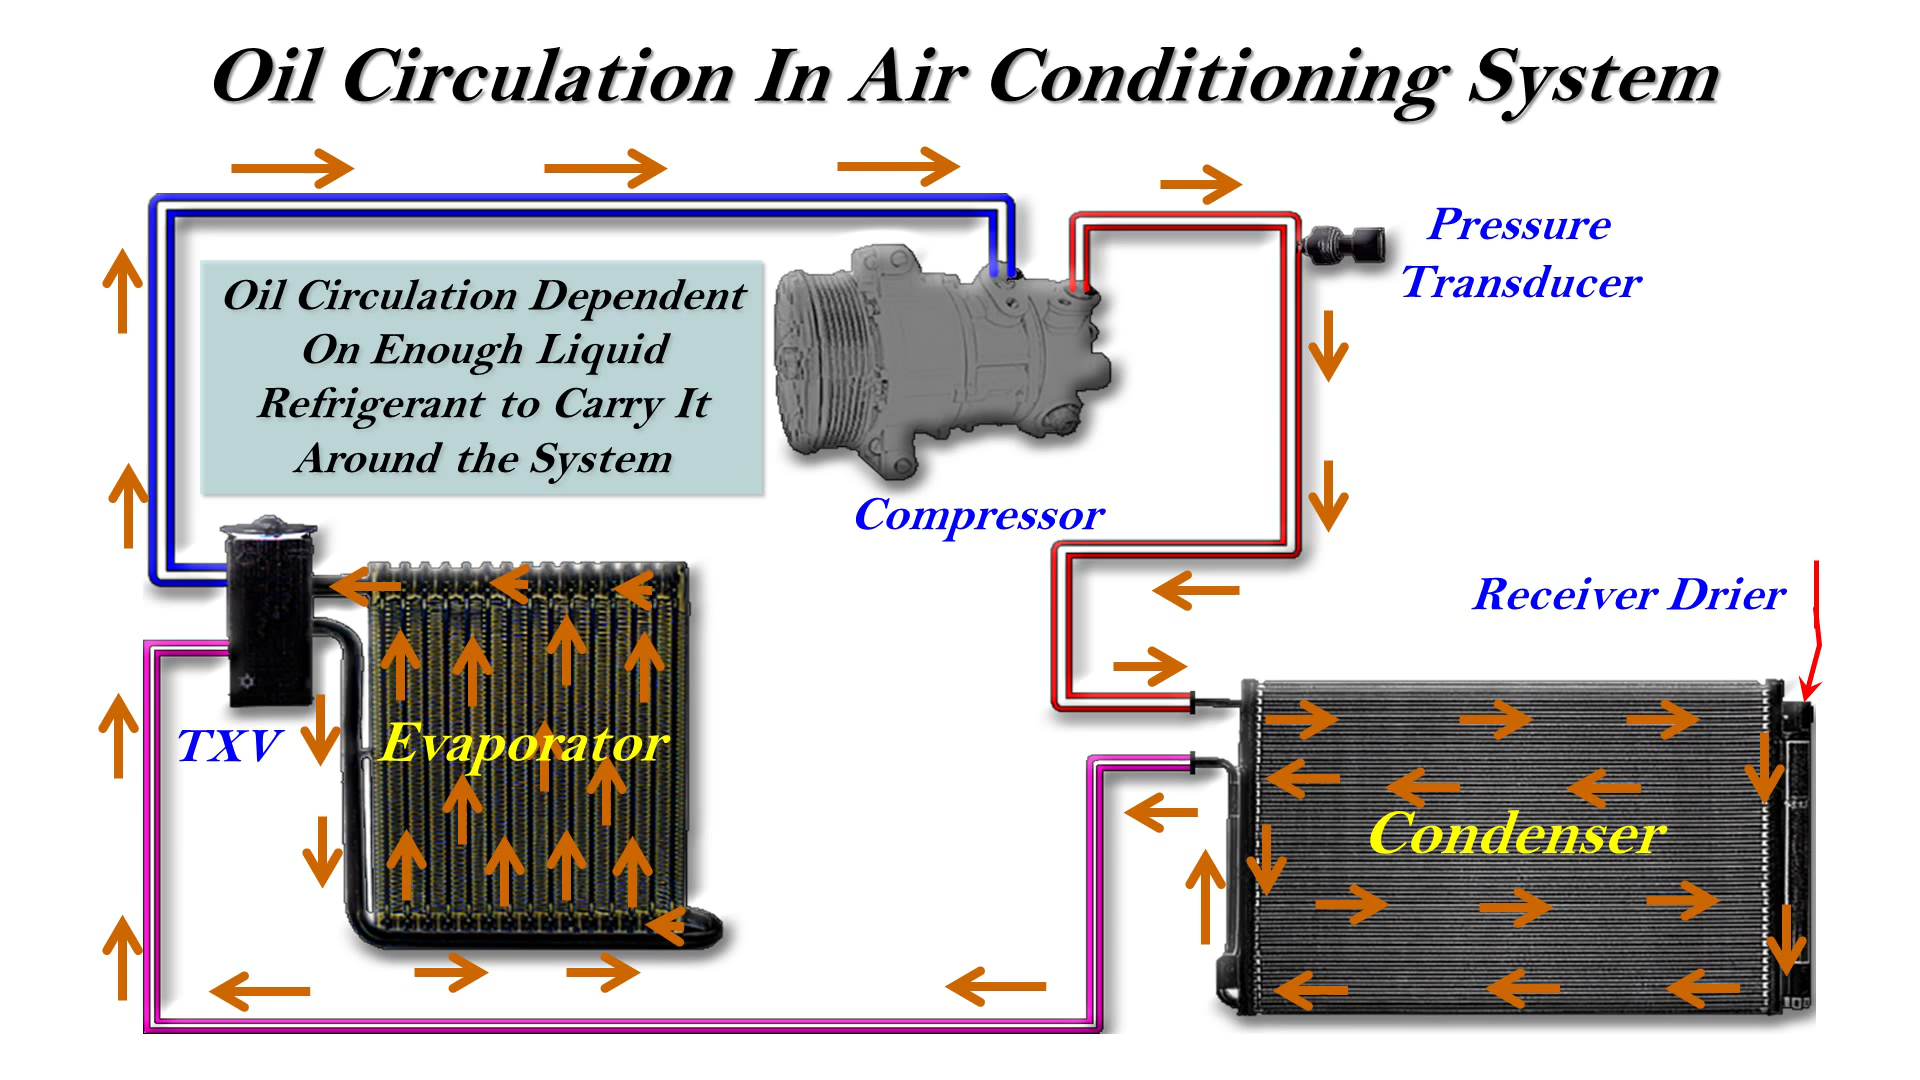 Oil Circulation In Air Conditioning System
Pressure
Transducer
Oil Circulation Dependent
On Enough Liquid
Refrigerant to Carry It
Around the System
Compressor
Receiver Drier
TXV
Evaporator
Condenser